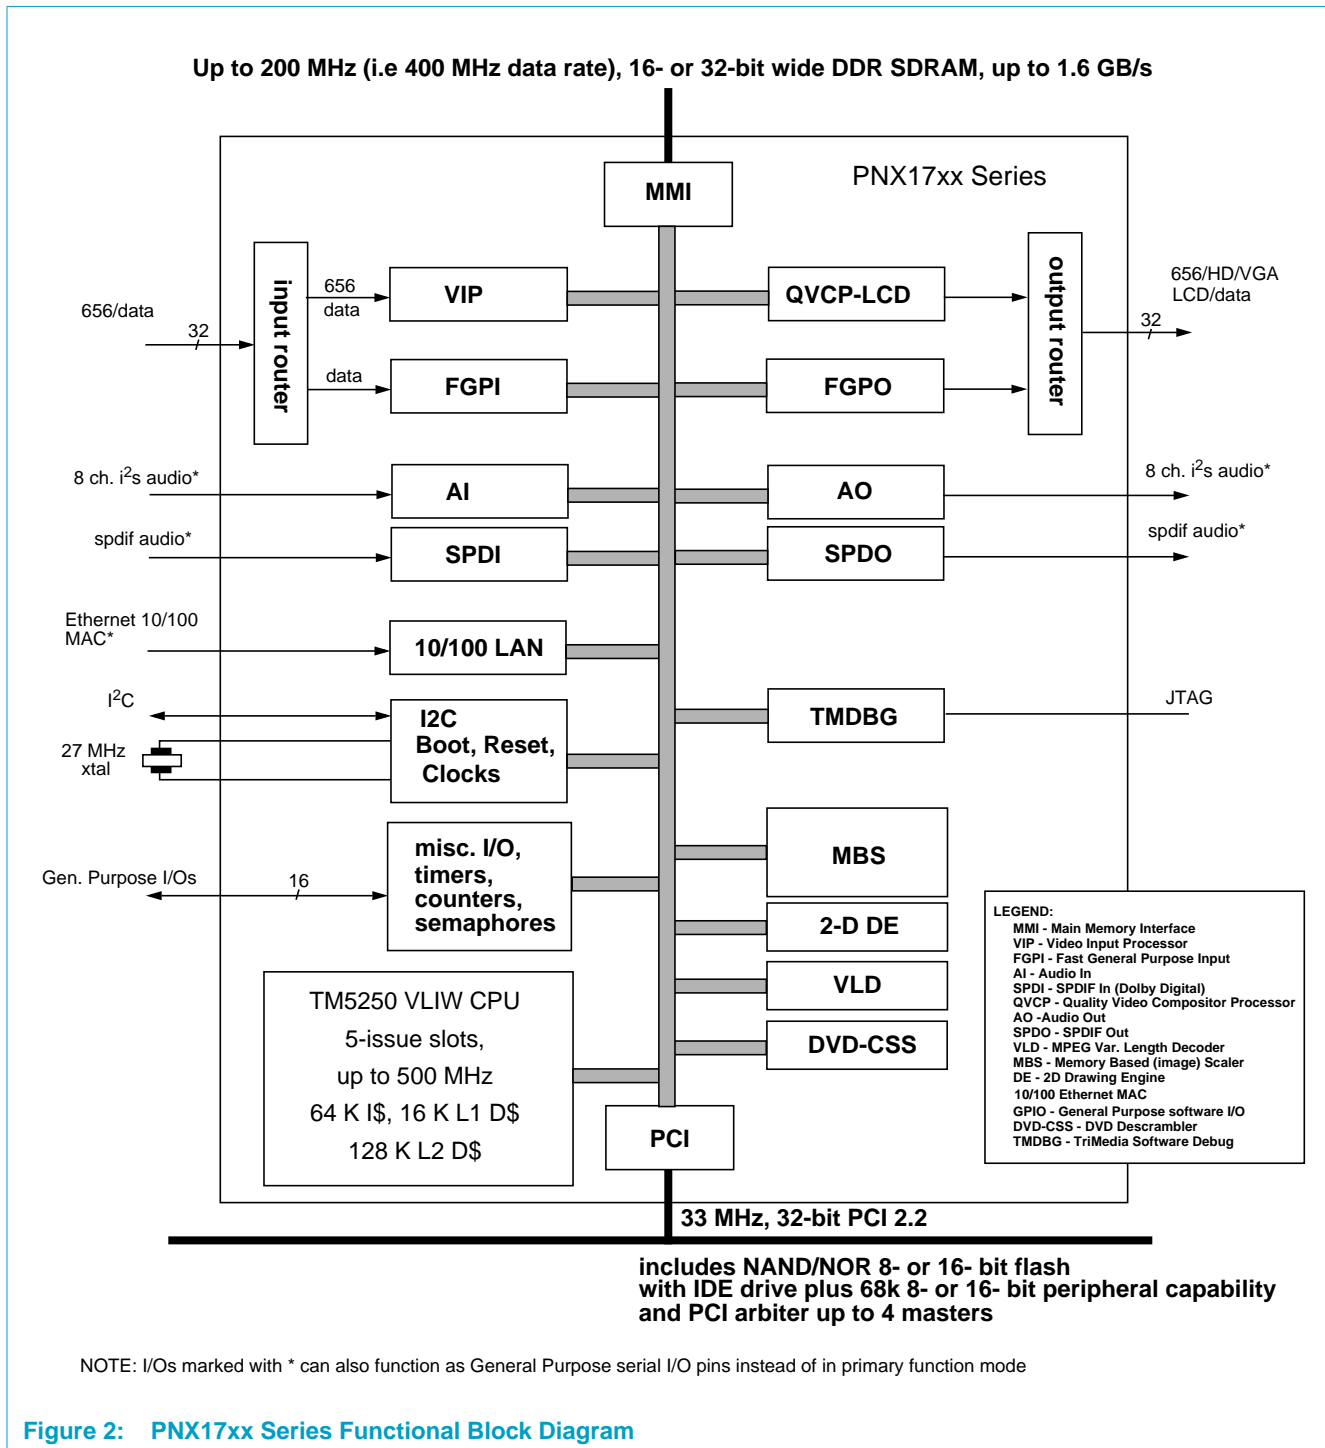 Up to 200 MHz (i.e 400 MHz data rate), 16- or 32-bit wide DDR SDRAM, up to 1.6 GB/s
PNX17xx Series
MMI
input router
656
data
data
656/data
32
VIP
FGPI
QVCP-LCD
FGPO
output router
656/HD/VGA
LCD/data
32
8 ch. i2s audio*
AI
AO
8 ch. i2s audio*
spdif audio*
SPDI
SPDO
spdif audio*
Ethernet 10/100
MAC*
10/100 LAN
I2C
27 MHz
xtal
I2C
Boot, Reset,
Clocks
TMDBG
JTAG
Gen. Purpose I/Os
16
misc. I/O,
timers,
counters,
semaphores
MBS
2-D DE
VLD
DVD-CSS
TM5250 VLIW CPU
5-issue slots,
up to 500 MHz
64 K I$, 16 K L1 D$
128 K L2 D$
PCI
LEGEND:
MMI - Main Memory Interface
VIP - Video Input Processor
FGPI - Fast General Purpose Input
AI - Audio In
SPDI - SPDIF In (Dolby Digital)
QVCP - Quality Video Compositor Processor
AO -Audio Out
SPDO - SPDIF Out
VLD - MPEG Var. Length Decoder
MBS - Memory Based (image) Scaler
DE - 2D Drawing Engine
10/100 Ethernet MAC
GPIO - General Purpose software I/O
DVD-CSS - DVD Descrambler
TMDBG - TriMedia Software Debug
33 MHz, 32-bit PCI 2.2
includes NAND/NOR 8- or 16- bit flash
with IDE drive plus 68k 8- or 16- bit peripheral capability
and PCI arbiter up to 4 masters
NOTE: I/Os marked with * can also function as General Purpose serial I/O pins instead of in primary function mode
Figure 2: PNX17xx Series Functional Block Diagram